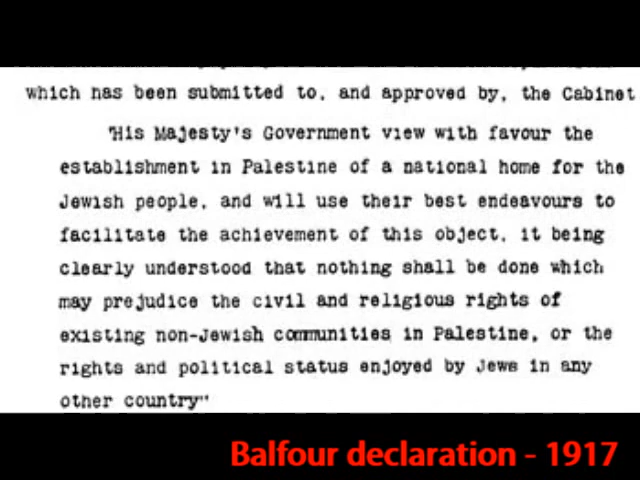 which has been submitted to, and approved by, the Cabinet
"His Majesty's Government view with favour the
establishment in Palestine of a national home for the
Jewish people, and will use their best endeavours to
facilitate the achievement of this object, it being
clearly understood that nothing shall be done which
may prejudice the civil and religious rights of
existing non-Jewish communities in Palestine, or the
rights and political status enjoyed by Jews in any
other country"
Balfour declaration - 1917